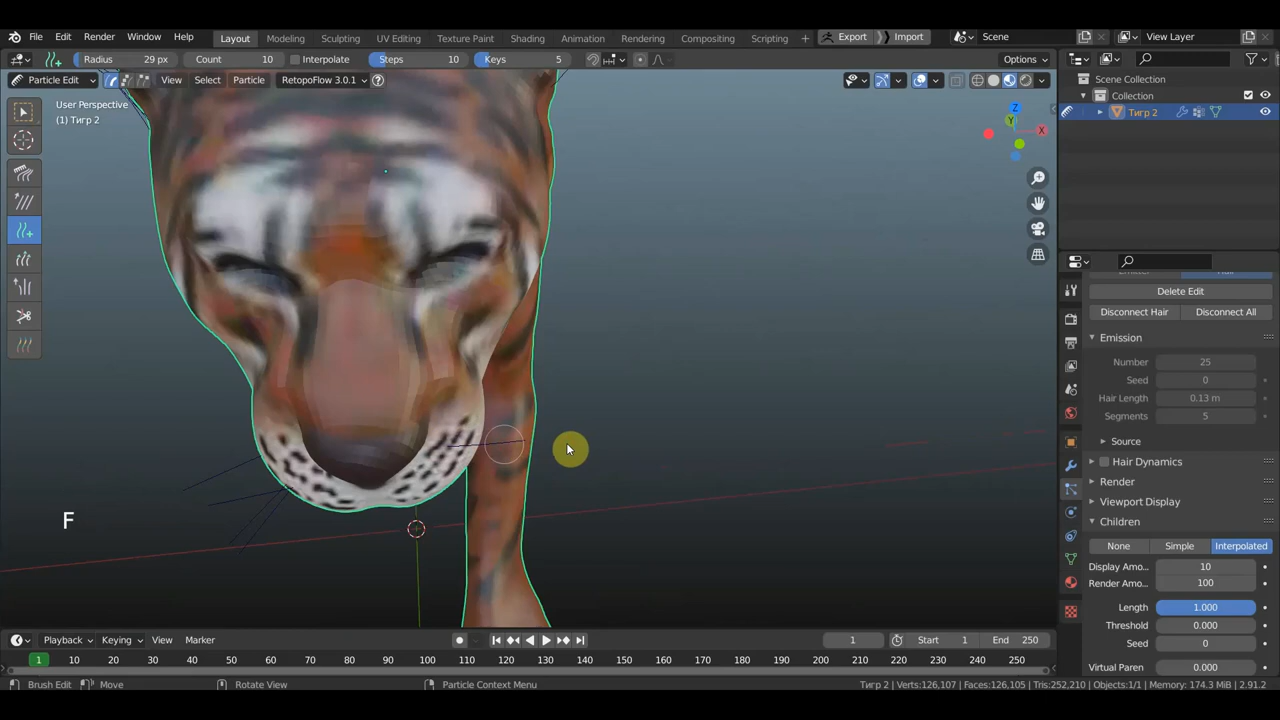 File Edit Render Window Help Layout Modeling Sculpting UV Editing Texture Paint Shading Animation Rendering Compositing Scripting + Export Import Scene View Layer
Radius 29 px Count 10 Interpolate Steps 10 Keys 5 Options
Particle Edit View Select Particle RetopoFlow 3.0.1 ?
Scene Collection
Collection
Тигр 2
User Perspective
(1) Тигр 2
Z
Y
X
Delete Edit
Disconnect Hair Disconnect All
Emission
Number 25
Seed 0
Hair Length 0.13 m
Segments 5
Source
Hair Dynamics
Render
Viewport Display
Children
None Simple Interpolated
Display Amo... 10
Render Amo... 100
Length 1.000
Threshold 0.000
Seed 0
Virtual Paren 0.000
F
Playback Keying View Marker 1 Start 1 End 250
1 10 20 30 40 50 60 70 80 90 100 110 120 130 140 150 160 170 180 190 200 210 220 230 240 250
Brush Edit Move Rotate View Particle Context Menu Тигр 2 | Verts:126,107 | Faces:126,105 | Tris:252,210 | Objects:1/1 | Memory: 174.3 MiB | 2.91.2